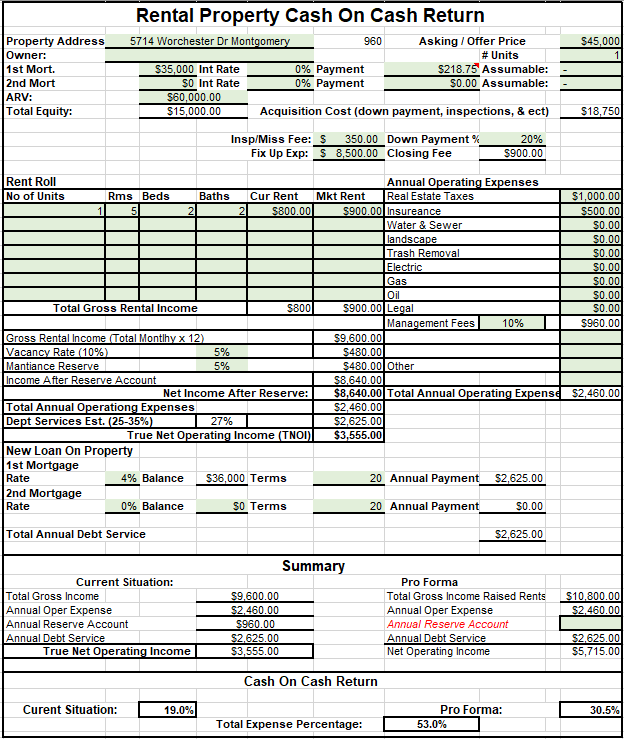 Rental Property Cash On Cash Return
Property Address 5714 Worchester Dr Montgomery 960 Asking / Offer Price $45,000
Owner: # Units 1
1st Mort. $35,000 Int Rate 0% Payment $218.75 Assumable: -
2nd Mort $0 Int Rate 0% Payment $0.00 Assumable: -
ARV: $60,000.00
Total Equity: $15,000.00 Acquisition Cost (down payment, inspections, & ect) $18,750
Insp/Miss Fee: $ 350.00 Down Payment % 20%
Fix Up Exp: $ 8,500.00 Closing Fee $900.00
Rent Roll Annual Operating Expenses
No of Units Rms Beds Baths Cur Rent Mkt Rent Real Estate Taxes $1,000.00
1 5 2 2 $800.00 $900.00 Insureance $500.00
Water & Sewer $0.00
landscape $0.00
Trash Removal $0.00
Electric $0.00
Gas $0.00
Oil $0.00
Total Gross Rental Income $800 $900.00 Legal $0.00
Management Fees 10% $960.00
Gross Rental Income (Total Montlhy x 12) $9,600.00
Vacancy Rate (10%) 5% $480.00
Mantiance Reserve 5% $480.00 Other
Income After Reserve Account $8,640.00
Net Income After Reserve: $8,640.00 Total Annual Operating Expense $2,460.00
Total Annual Operationg Expenses $2,460.00
Dept Services Est. (25-35%) 27% $2,625.00
True Net Operating Income (TNOI) $3,555.00
New Loan On Property
1st Mortgage
Rate 4% Balance $36,000 Terms 20 Annual Payment $2,625.00
2nd Mortgage
Rate 0% Balance $0 Terms 20 Annual Payment $0.00
Total Annual Debt Service $2,625.00
Summary
Current Situation: Pro Forma
Total Gross Income $9,600.00 Total Gross Income Raised Rents $10,800.00
Annual Oper Expense $2,460.00 Annual Oper Expense $2,460.00
Annual Reserve Account $960.00 Annual Reserve Account
Annual Debt Service $2,625.00 Annual Debt Service $2,625.00
True Net Operating Income $3,555.00 Net Operating Income $5,715.00
Cash On Cash Return
Curent Situation: 19.0% Pro Forma: 30.5%
Total Expense Percentage: 53.0%